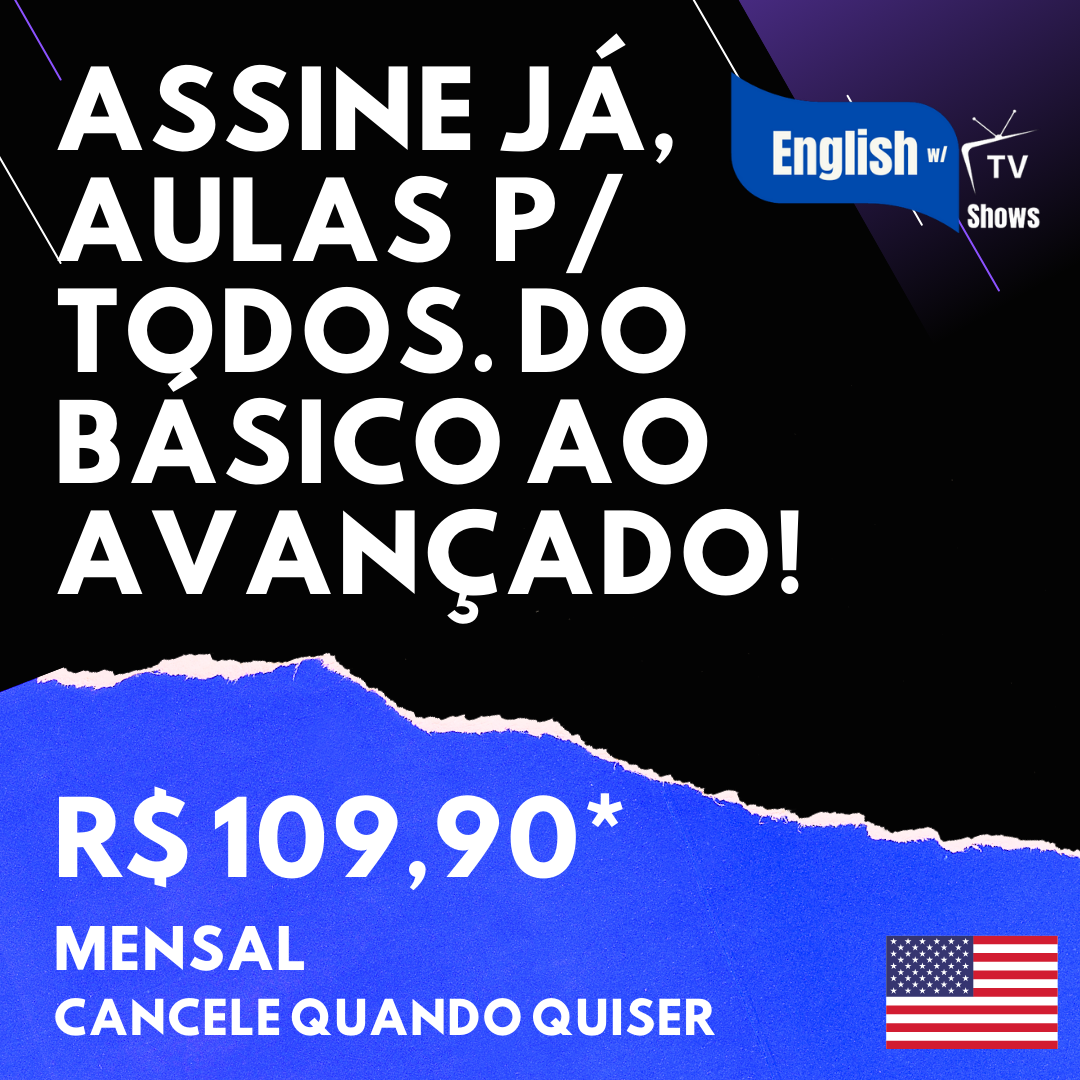 ASSINE JÁ,
AULAS P/
TODOS. DO
BÁSICO AO
AVANÇADO!
English w/
TV
Shows
R$ 109,90*
MENSAL
CANCELE QUANDO QUISER